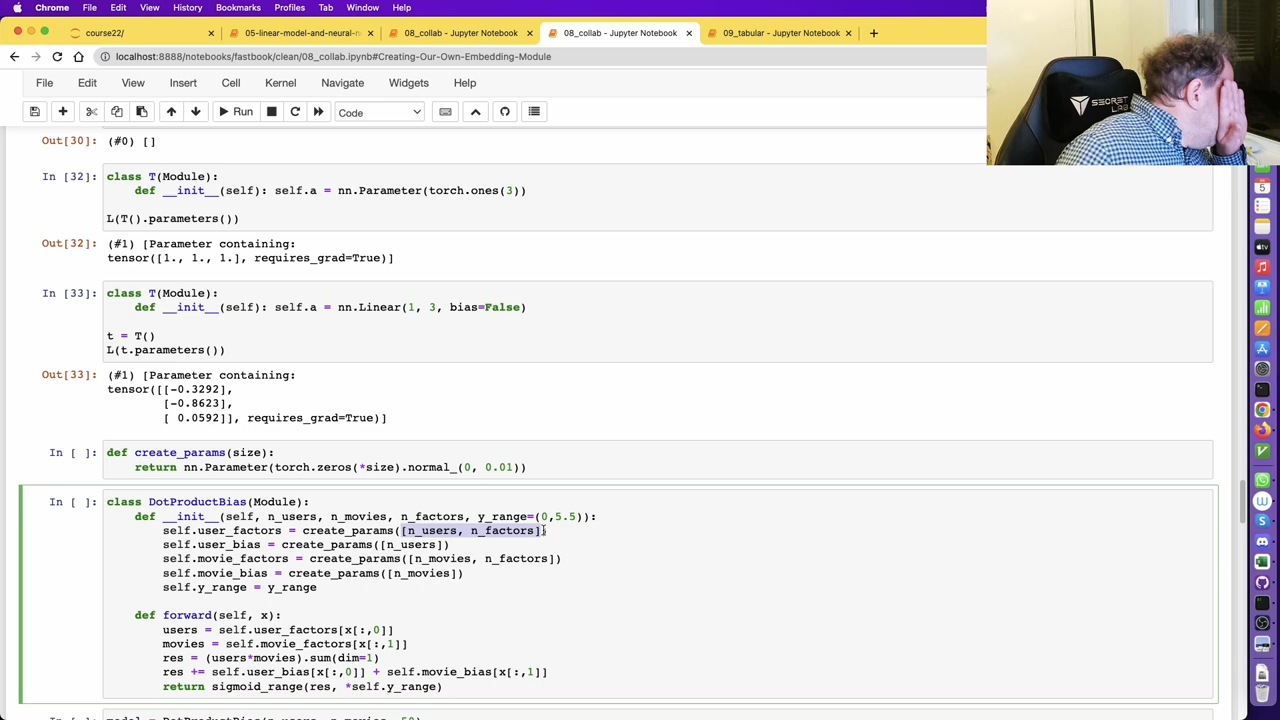 Chrome File Edit View History Bookmarks Profiles Tab Window Help
course22/
05-linear-model-and-neural-n
08_collab - Jupyter Notebook
08_collab - Jupyter Notebook
09_tabular - Jupyter Notebook
localhost:8888/notebooks/fastbook/clean/08_collab.ipynb#Creating-Our-Own-Embedding-Module
File Edit View Insert Cell Kernel Navigate Widgets Help
Run
Code
SECRET
LAB
5
Out[30]: (#0) []
In [32]: class T(Module):
def __init__(self): self.a = nn.Parameter(torch.ones(3))
L(T().parameters())
Out[32]: (#1) [Parameter containing:
tensor([1., 1., 1.], requires_grad=True)]
In [33]: class T(Module):
def __init__(self): self.a = nn.Linear(1, 3, bias=False)
t = T()
L(t.parameters())
Out[33]: (#1) [Parameter containing:
tensor([[-0.3292],
[-0.8623],
[ 0.0592]], requires_grad=True)]
In [ ]: def create_params(size):
return nn.Parameter(torch.zeros(*size).normal_(0, 0.01))
In [ ]: class DotProductBias(Module):
def __init__(self, n_users, n_movies, n_factors, y_range=(0,5.5)):
self.user_factors = create_params([n_users, n_factors])
self.user_bias = create_params([n_users])
self.movie_factors = create_params([n_movies, n_factors])
self.movie_bias = create_params([n_movies])
self.y_range = y_range
def forward(self, x):
users = self.user_factors[x[:,0]]
movies = self.movie_factors[x[:,1]]
res = (users*movies).sum(dim=1)
res += self.user_bias[x[:,0]] + self.movie_bias[x[:,1]]
return sigmoid_range(res, *self.y_range)